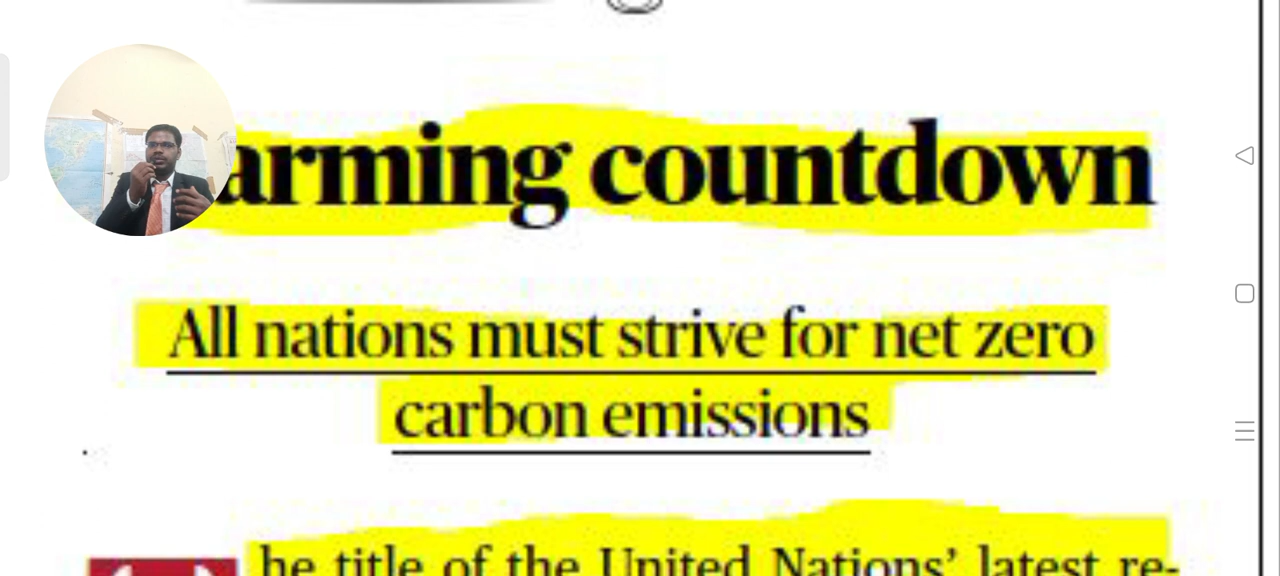 arming countdown
All nations must strive for net zero
carbon emissions
he title of the United Nations' latest re-